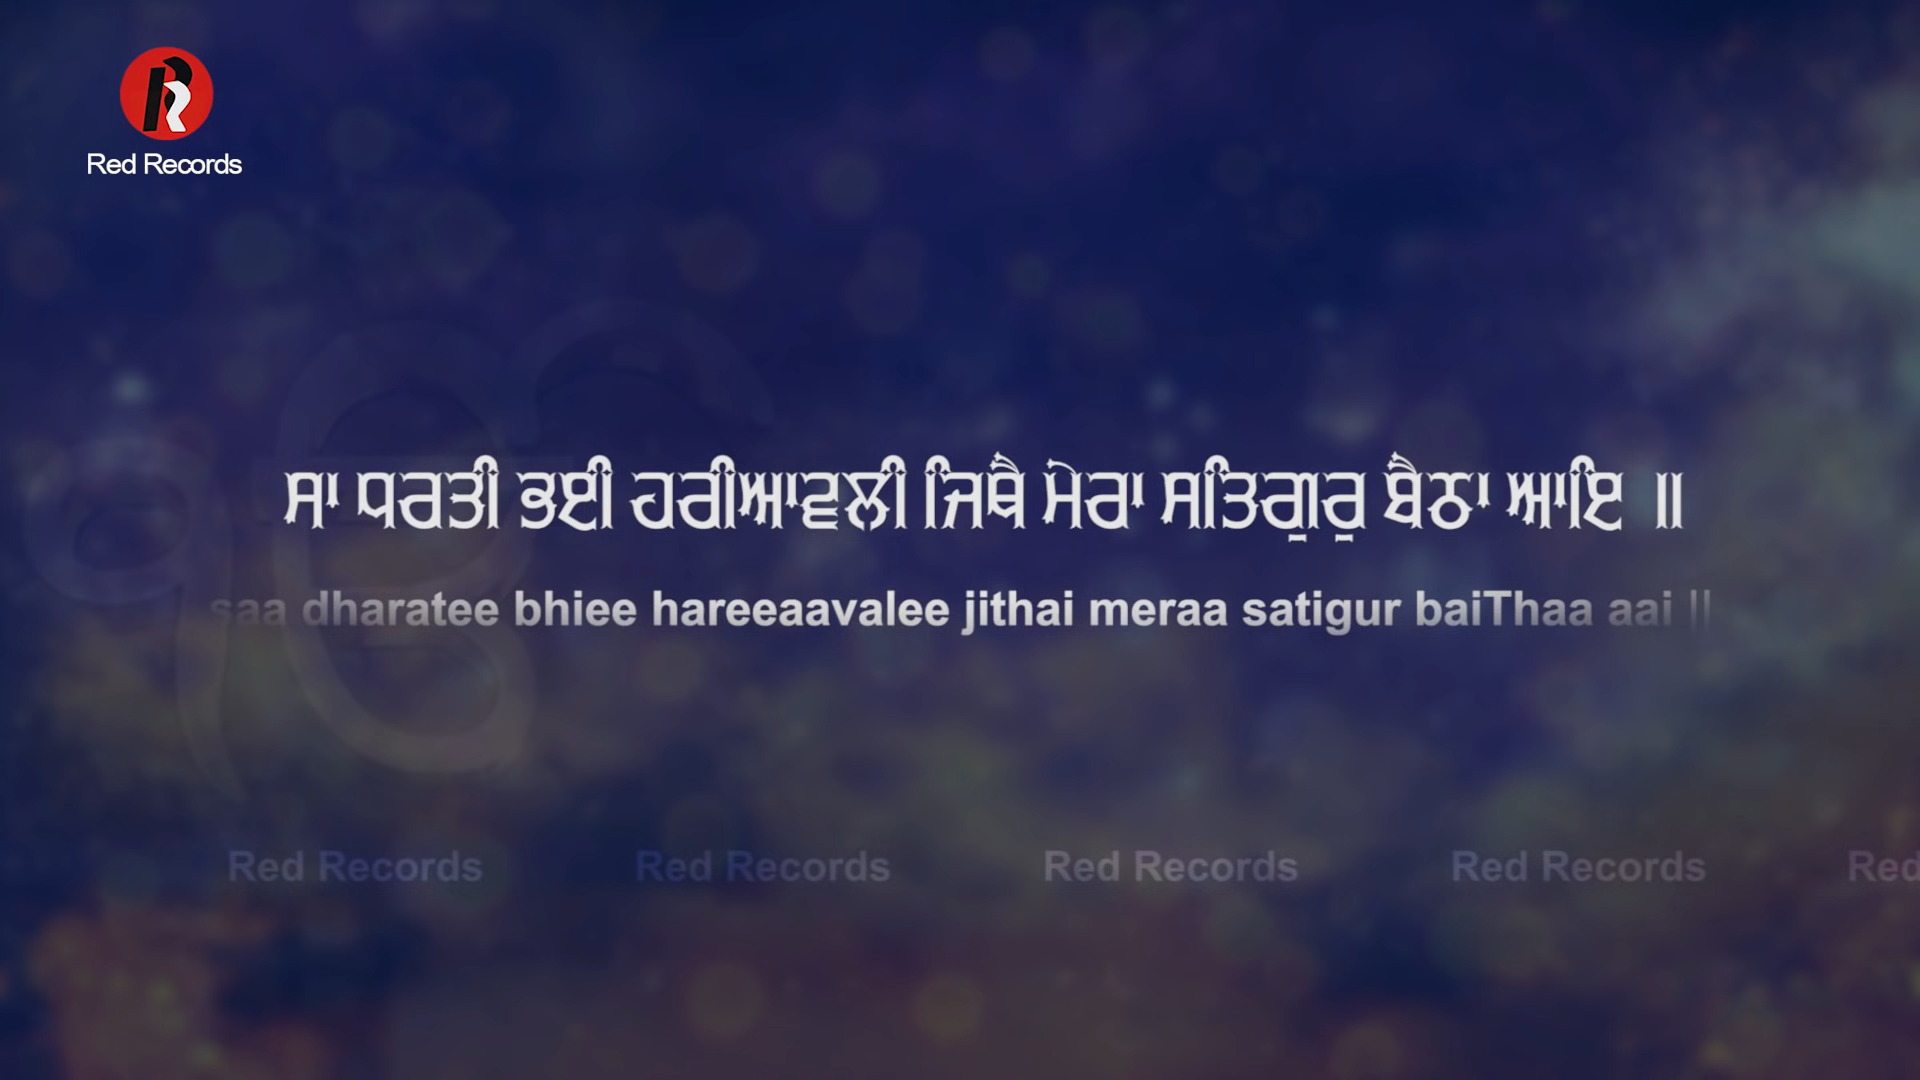 Red Records
ਸਾ ਧਰਤੀ ਭਈ ਹਰੀਆਵਲੀ ਜਿਥੈ ਮੇਰਾ ਸਤਿਗੁਰੁ ਬੈਠਾ ਆਇ ॥
saa dharatee bhiee hareeaavalee jithai meraa satigur baiThaa aai ||
Red Records Red Records Red Records Red Records Red